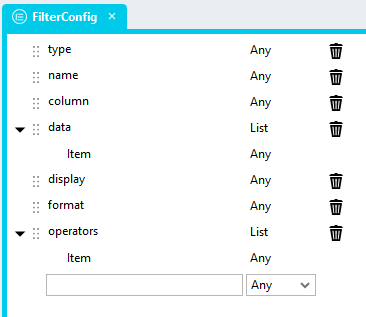 FilterConfig ×
type Any
name Any
column Any
data List
Item Any
display Any
format Any
operators List
Item Any
Any